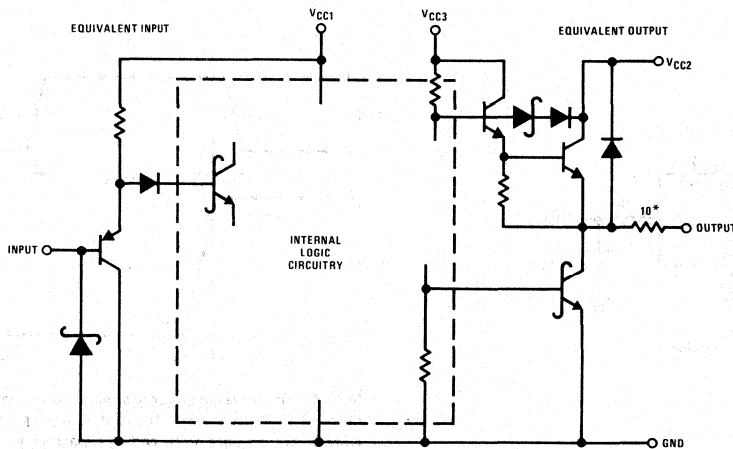 EQUIVALENT INPUT
VCC1
VCC3
EQUIVALENT OUTPUT
VCC2
10*
OUTPUT
INPUT
INTERNAL
LOGIC
CIRCUITRY
GND